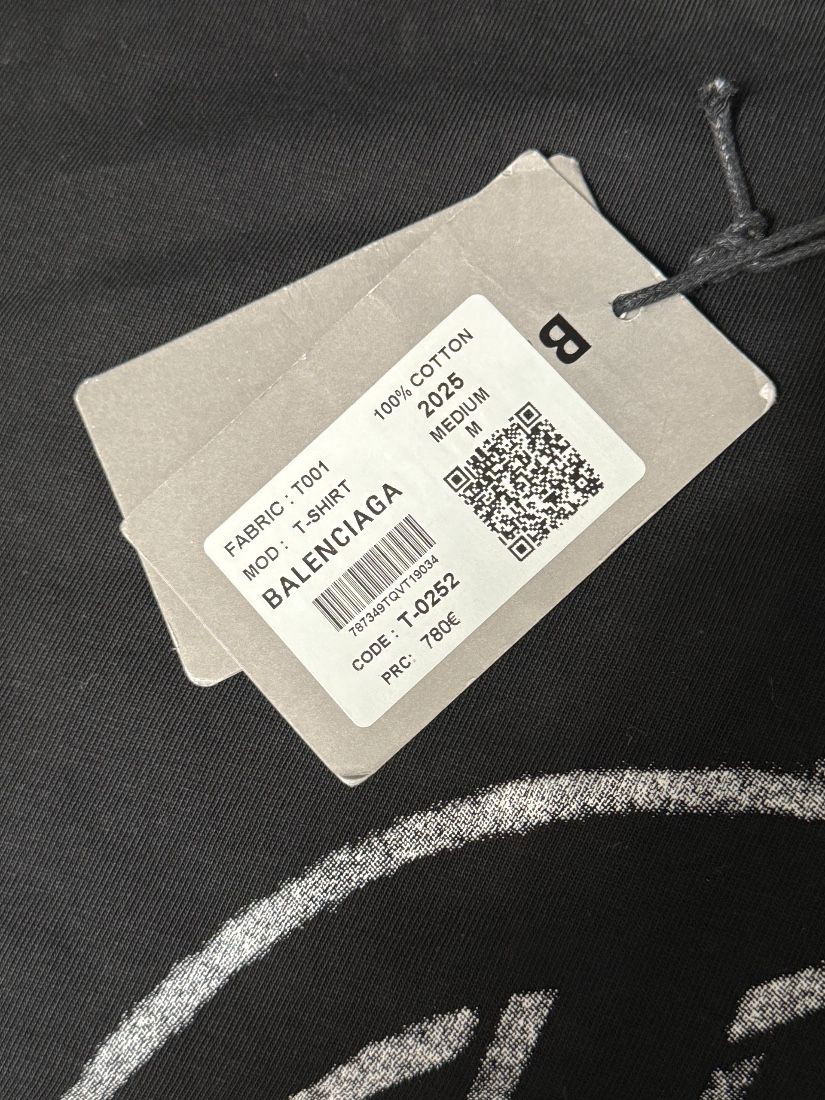 B
FABRIC : T001
100% COTTON
MOD : T-SHIRT
2025
BALENCIAGA
MEDIUM
M
787349TQVT19034
CODE : T-0252
PRC: 780€